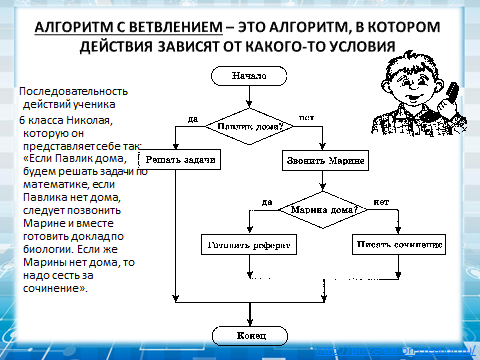 АЛГОРИТМ С ВЕТВЛЕНИЕМ – ЭТО АЛГОРИТМ, В КОТОРОМ
ДЕЙСТВИЯ ЗАВИСЯТ ОТ КАКОГО-ТО УСЛОВИЯ
Последовательность
действий ученика
6 класса Николая,
которую он
представляет себе так:
«Если Павлик дома,
будем решать задачи по
математике, если
Павлика нет дома,
следует позвонить
Марине и вместе
готовить доклад по
биологии. Если же
Марины нет дома, то
надо сесть за
сочинение».
Начало
Павлик дома?
да
нет
Решать задачи
Звонить Марине
Марина дома?
да
нет
Готовить реферат
Писать сочинение
Конец